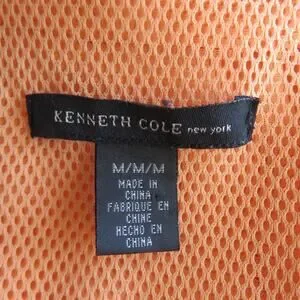 KENNETH COLE new york
M/M/M
MADE IN
CHINA
FABRIQUE EN
CHINE
HECHO EN
CHINA